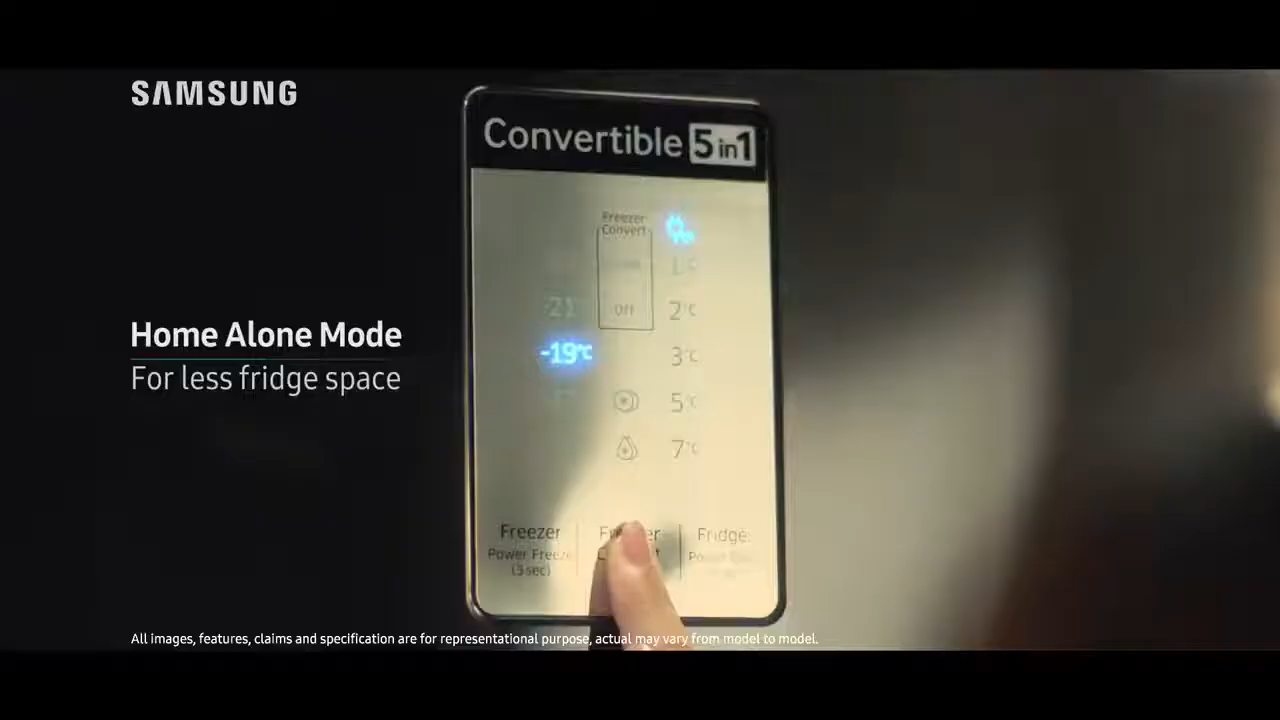 SAMSUNG
Convertible 5in1
Freezer
Convert
-21
Off
2°C
-19°C
3°C
5°C
7°C
Home Alone Mode
For less fridge space
Freezer
Fridge
Power Freeze
(3 sec)
All images, features, claims and specification are for representational purpose, actual may vary from model to model.